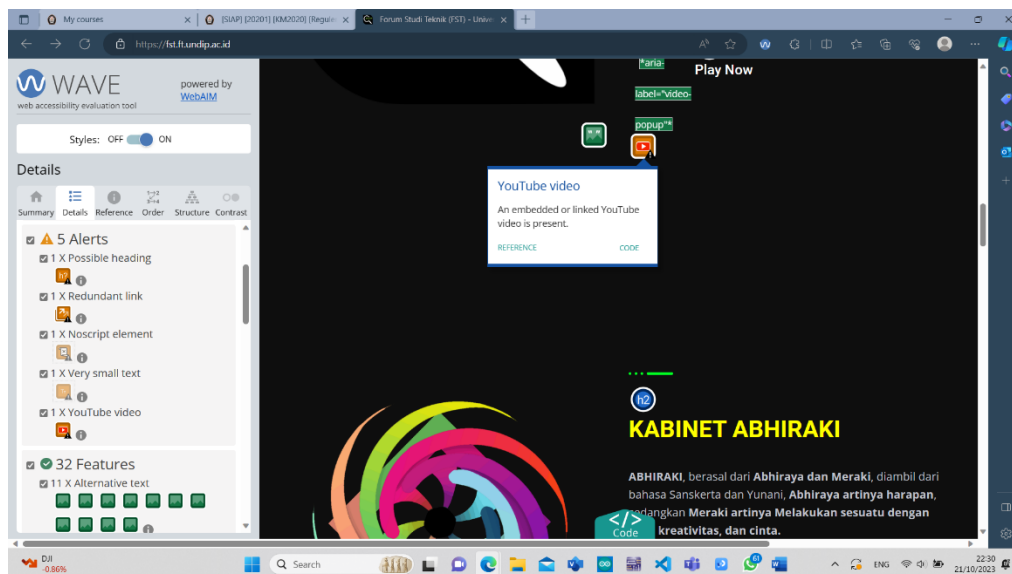 My courses
[SIAP] [20201] [KM2020] [Reguler
Forum Studi Teknik (FST) - Univer
https://fst.ft.undip.ac.id
WAVE
web accessibility evaluation tool
powered by
WebAIM
Styles: OFF ON
Details
Summary Details Reference Order Structure Contrast
5 Alerts
1 X Possible heading
h?
1 X Redundant link
1 X Noscript element
1 X Very small text
1 X YouTube video
32 Features
11 X Alternative text
*aria-
label="video-
popup"*
Play Now
YouTube video
An embedded or linked YouTube
video is present.
REFERENCE CODE
h2
KABINET ABHIRAKI
ABHIRAKI, berasal dari Abhiraya dan Meraki, diambil dari
bahasa Sanskerta dan Yunani, Abhiraya artinya harapan,
sedangkan Meraki artinya Melakukan sesuatu dengan
kreativitas, dan cinta.
</>
Code
DJI
-0.86%
Search
61
ENG
22:30
21/10/2023